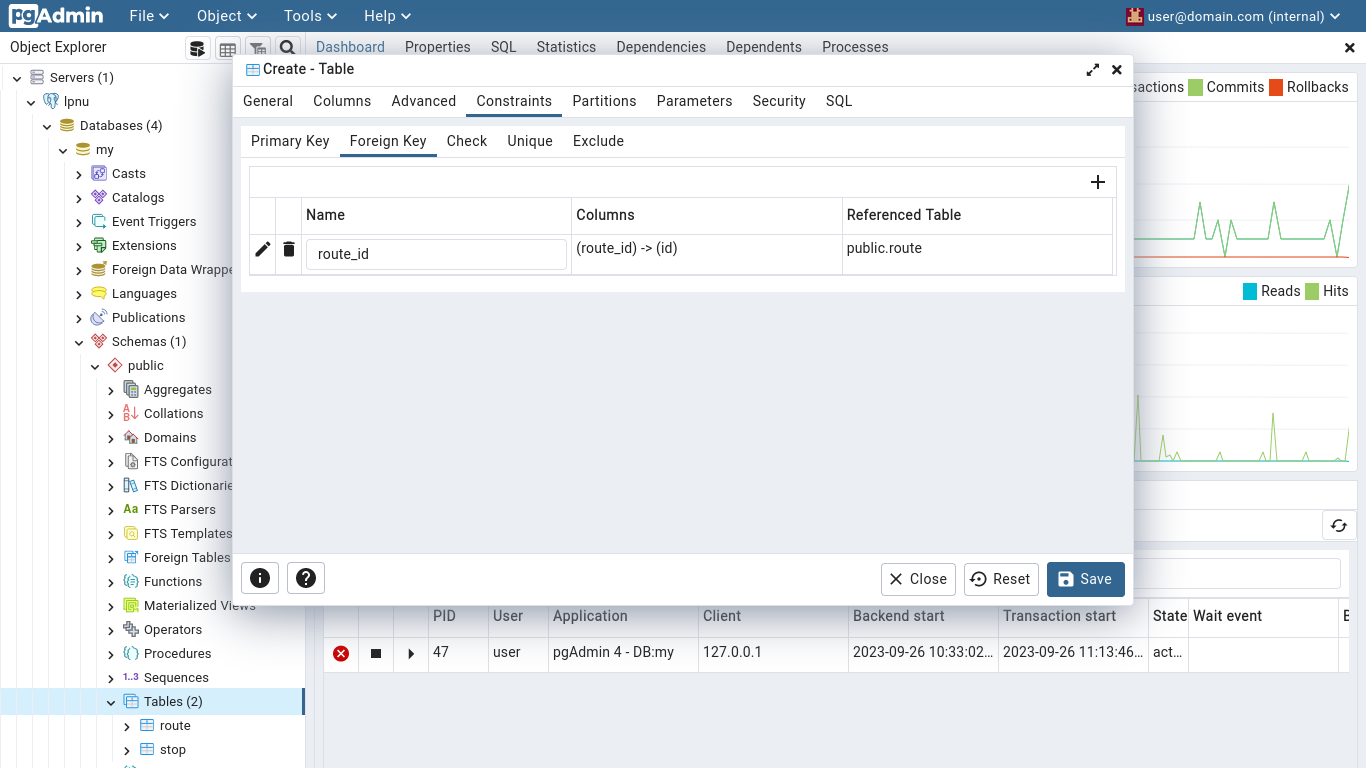 pgAdmin File Object Tools Help user@domain.com (internal)
Object Explorer
Dashboard Properties SQL Statistics Dependencies Dependents Processes
Servers (1)
lpnu
Databases (4)
my
Casts
Catalogs
Event Triggers
Extensions
Foreign Data Wrappe
Languages
Publications
Schemas (1)
public
Aggregates
Collations
Domains
FTS Configurat
FTS Dictionarie
FTS Parsers
FTS Templates
Foreign Tables
Functions
Materialized Views
Operators
Procedures
1..3 Sequences
Tables (2)
route
stop
Create - Table
General Columns Advanced Constraints Partitions Parameters Security SQL
Primary Key Foreign Key Check Unique Exclude
Name Columns Referenced Table
route_id (route_id) -> (id) public.route
Close Reset Save
sactions Commits Rollbacks
Reads Hits
PID User Application Client Backend start Transaction start State Wait event
47 user pgAdmin 4 - DB:my 127.0.0.1 2023-09-26 10:33:02... 2023-09-26 11:13:46... act...